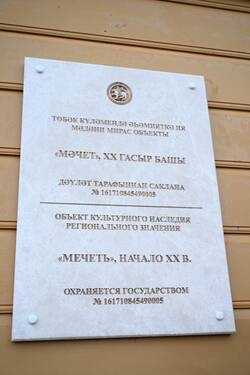 ТӨБӘК КҮЛӘМЕНДӘ ӘҺӘМИЯТКӘ ИЯ
МӘДӘНИ МИРАС ОБЪЕКТЫ
«МӘЧЕТ», XX ГАСЫР БАШЫ
ДӘҮЛӘТ ТАРАФЫННАН САКЛАНА
№ 161710845490005
ОБЪЕКТ КУЛЬТУРНОГО НАСЛЕДИЯ
РЕГИОНАЛЬНОГО ЗНАЧЕНИЯ
«МЕЧЕТЬ», НАЧАЛО XX В.
ОХРАНЯЕТСЯ ГОСУДАРСТВОМ
№ 161710845490005